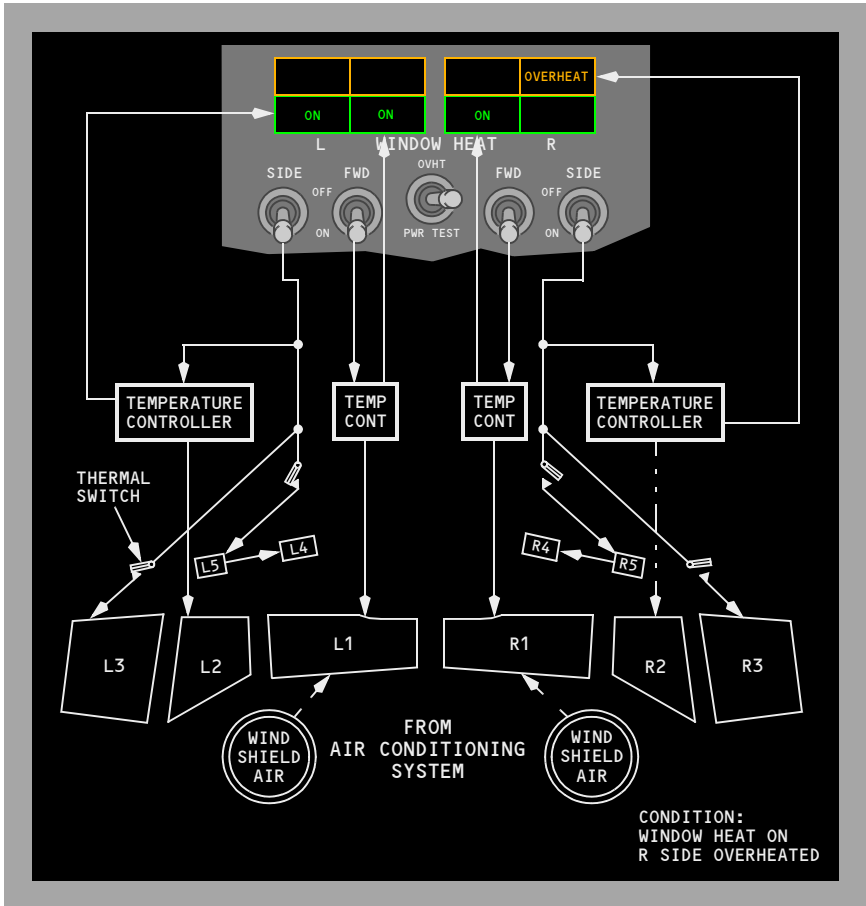 OVERHEAT
ON
ON
ON
L
WINDOW HEAT
R
OVHT
SIDE
FWD
FWD
SIDE
OFF
OFF
ON
PWR TEST
ON
TEMPERATURE
CONTROLLER
TEMP
CONT
TEMP
CONT
TEMPERATURE
CONTROLLER
THERMAL
SWITCH
L5
L4
R4
R5
L3
L2
L1
R1
R2
R3
WIND
SHIELD
AIR
FROM
AIR CONDITIONING
SYSTEM
WIND
SHIELD
AIR
CONDITION:
WINDOW HEAT ON
R SIDE OVERHEATED